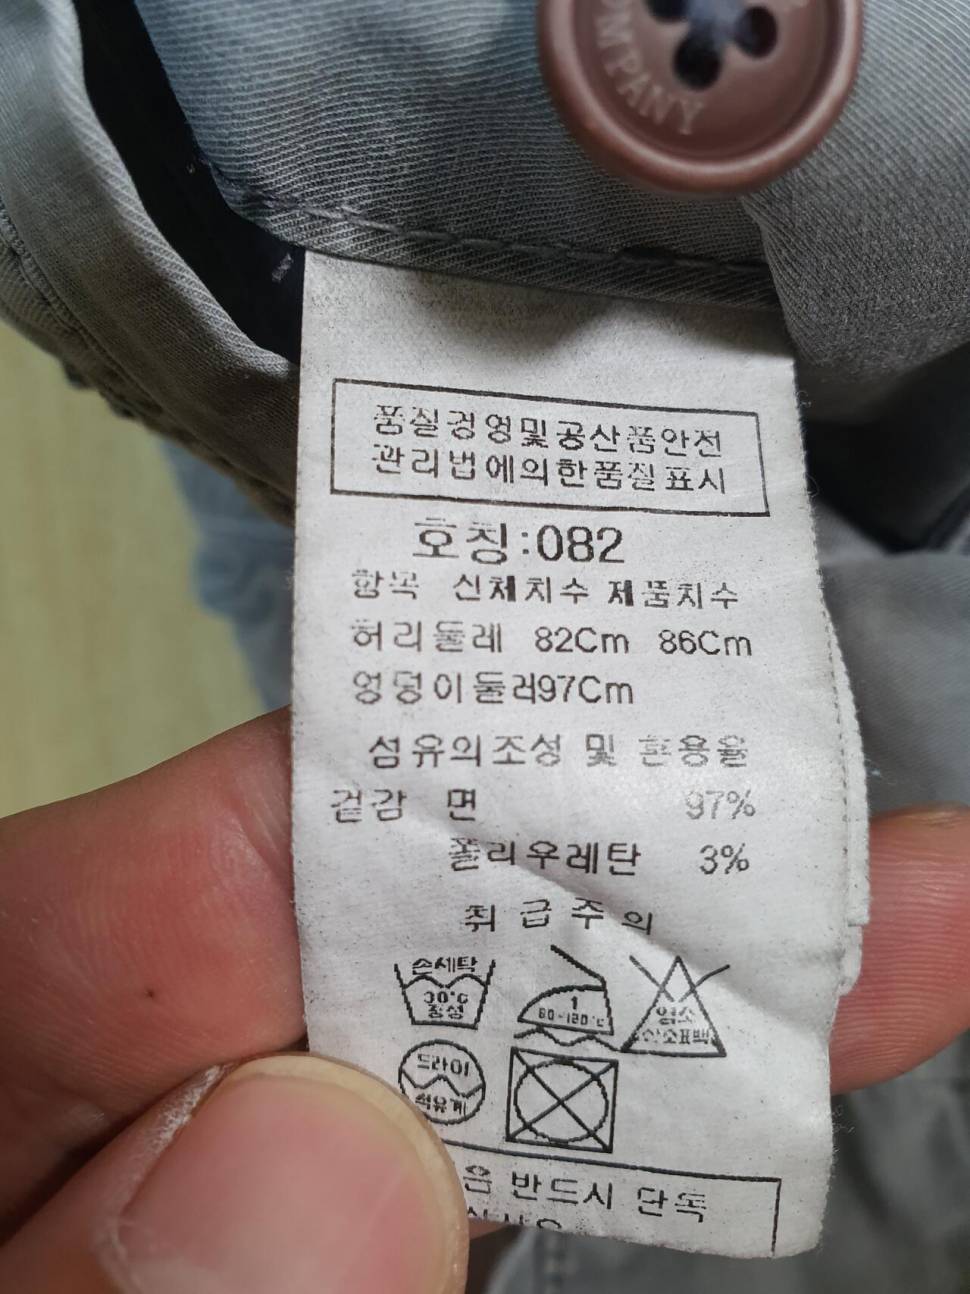 COMPANY
품질경영및공산품안전
관리법에의한품질표시
호칭:082
항목 신체치수 제품치수
허리둘레 82Cm 86Cm
엉덩이둘레97Cm
섬유의조성 및 혼용율
겉감 면 97%
폴리우레탄 3%
취급주의
손세탁
30.C
중성
1
80-120.C
염소
산소표백
드라이
석유계
은 반드시 단독